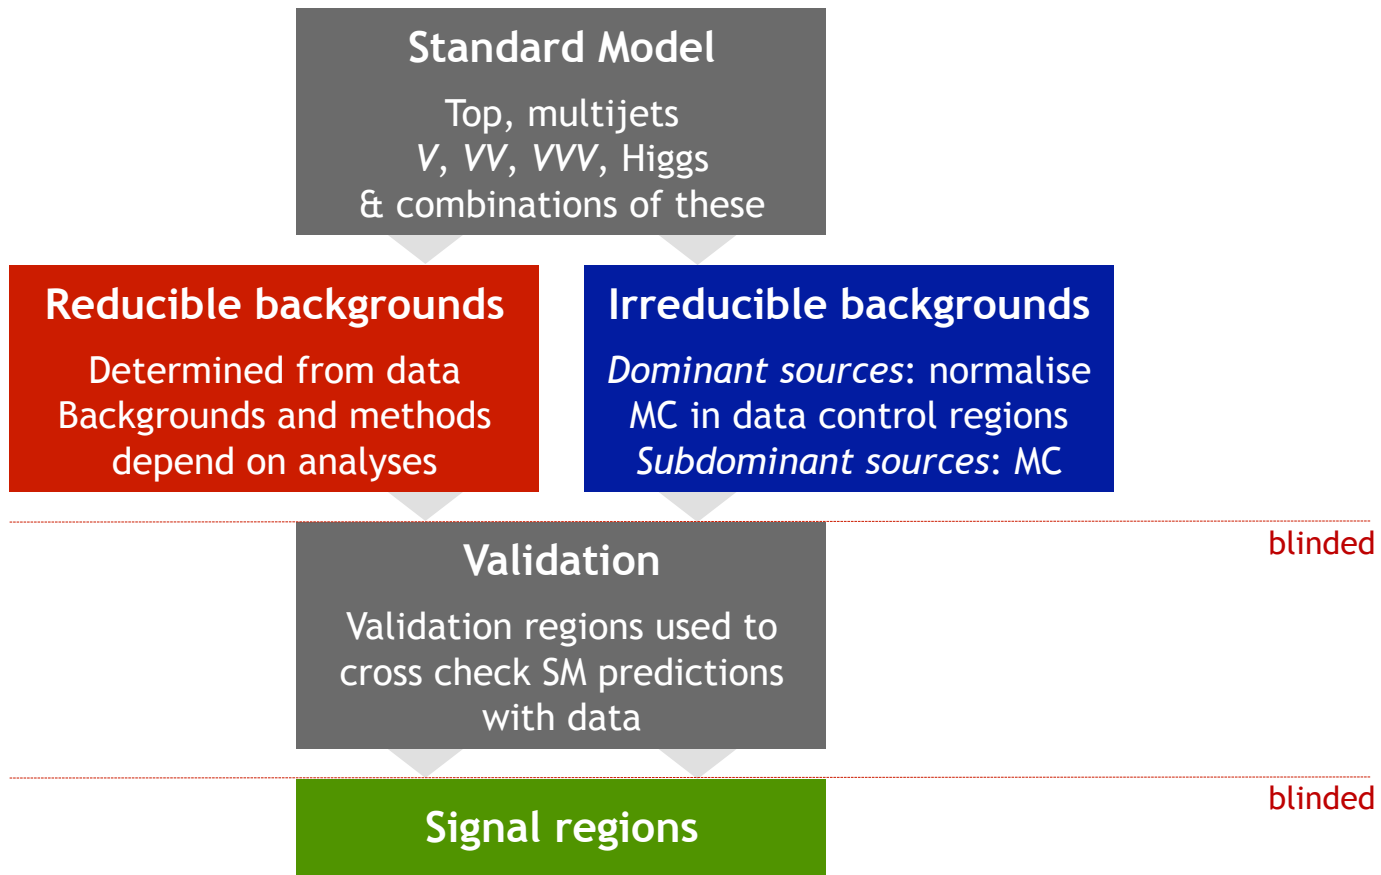 Standard Model
Top, multijets
V, VV, VVV, Higgs
& combinations of these
Reducible backgrounds
Determined from data
Backgrounds and methods
depend on analyses
Irreducible backgrounds
Dominant sources: normalise
MC in data control regions
Subdominant sources: MC
blinded
Validation
Validation regions used to
cross check SM predictions
with data
blinded
Signal regions